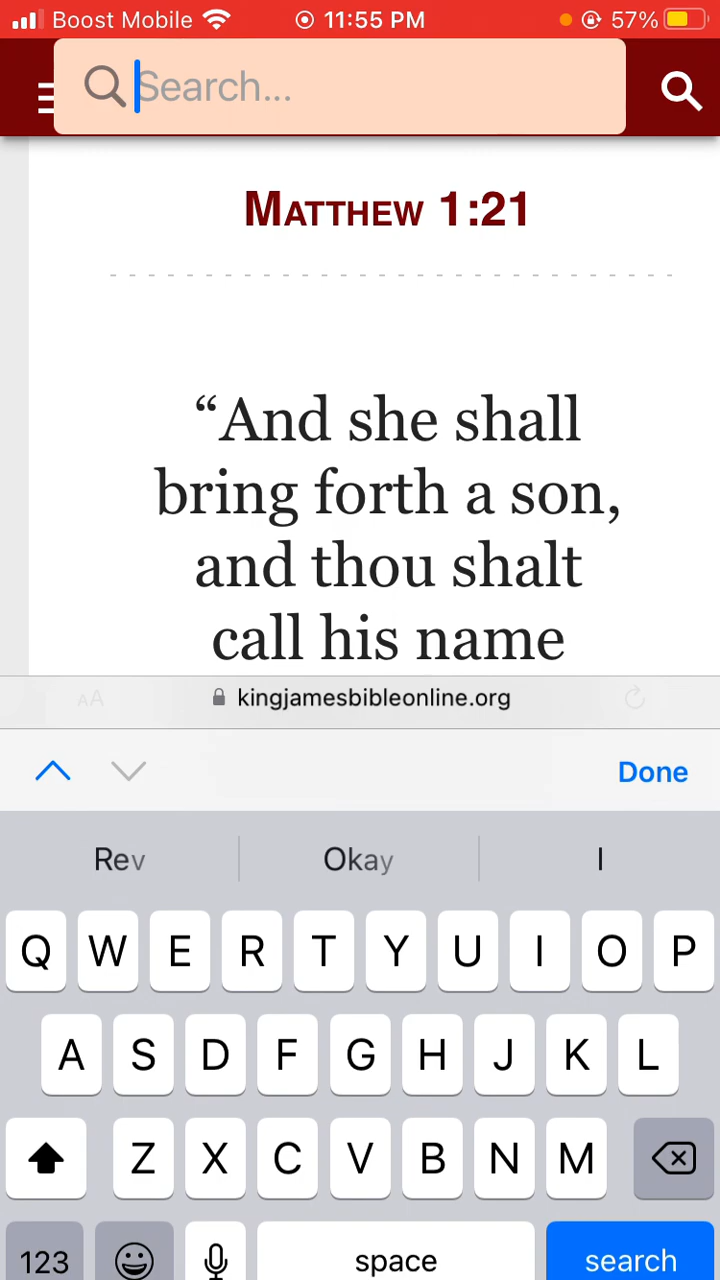 Boost Mobile 11:55 PM 57%
Search...
MATTHEW 1:21
“And she shall
bring forth a son,
and thou shalt
call his name
AA kingjamesbibleonline.org
Done
Rev Okay I
Q W E R T Y U I O P
A S D F G H J K L
Z X C V B N M
123 space search